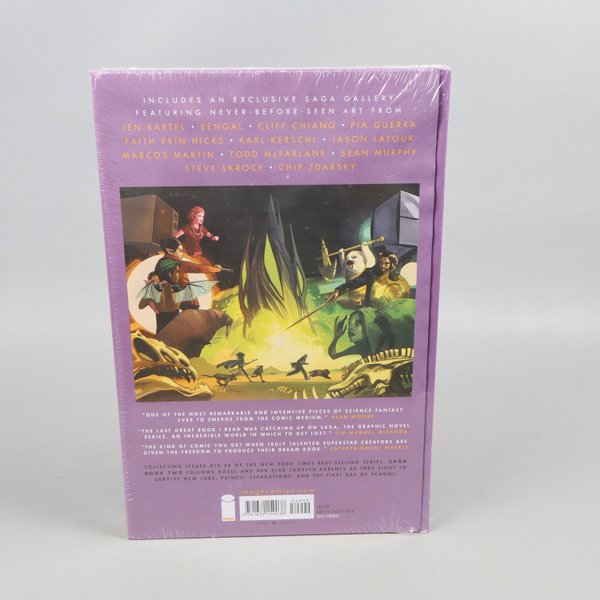 INCLUDES AN EXCLUSIVE SAGA GALLERY
FEATURING NEVER-BEFORE-SEEN ART FROM
JEN BARTEL • BENGAL • CLIFF CHIANG • PIA GUERRA
FAITH ERIN HICKS • KARL KERSCHL • JASON LATOUR
MARCOS MARTIN • TODD McFARLANE • SEAN MURPHY
STEVE SKROCE • CHIP ZDARSKY
"ONE OF THE MOST REMARKABLE AND INVENTIVE PIECES OF SCIENCE-FANTASY
EVER TO EMERGE FROM THE COMIC MEDIUM." ALAN MOORE
"THE LAST GREAT BOOK I READ WAS CATCHING UP ON SAGA, THE GRAPHIC NOVEL
SERIES. AN INCREDIBLE WORLD IN WHICH TO GET LOST." LIN-MANUEL MIRANDA
"THE KIND OF COMIC YOU GET WHEN TRULY TALENTED SUPERSTAR CREATORS ARE
GIVEN THE FREEDOM TO PRODUCE THEIR DREAM BOOK." ENTERTAINMENT WEEKLY
COLLECTING ISSUES #19-36 OF THE NEW YORK TIMES BEST-SELLING SERIES, SAGA
BOOK TWO FOLLOWS HAZEL AND HER STAR-CROSSED PARENTS AS THEY FIGHT TO
SURVIVE NEW JOBS, PAINFUL SEPARATIONS, AND THE FIRST DAY OF SCHOOL.
imagecomics.com